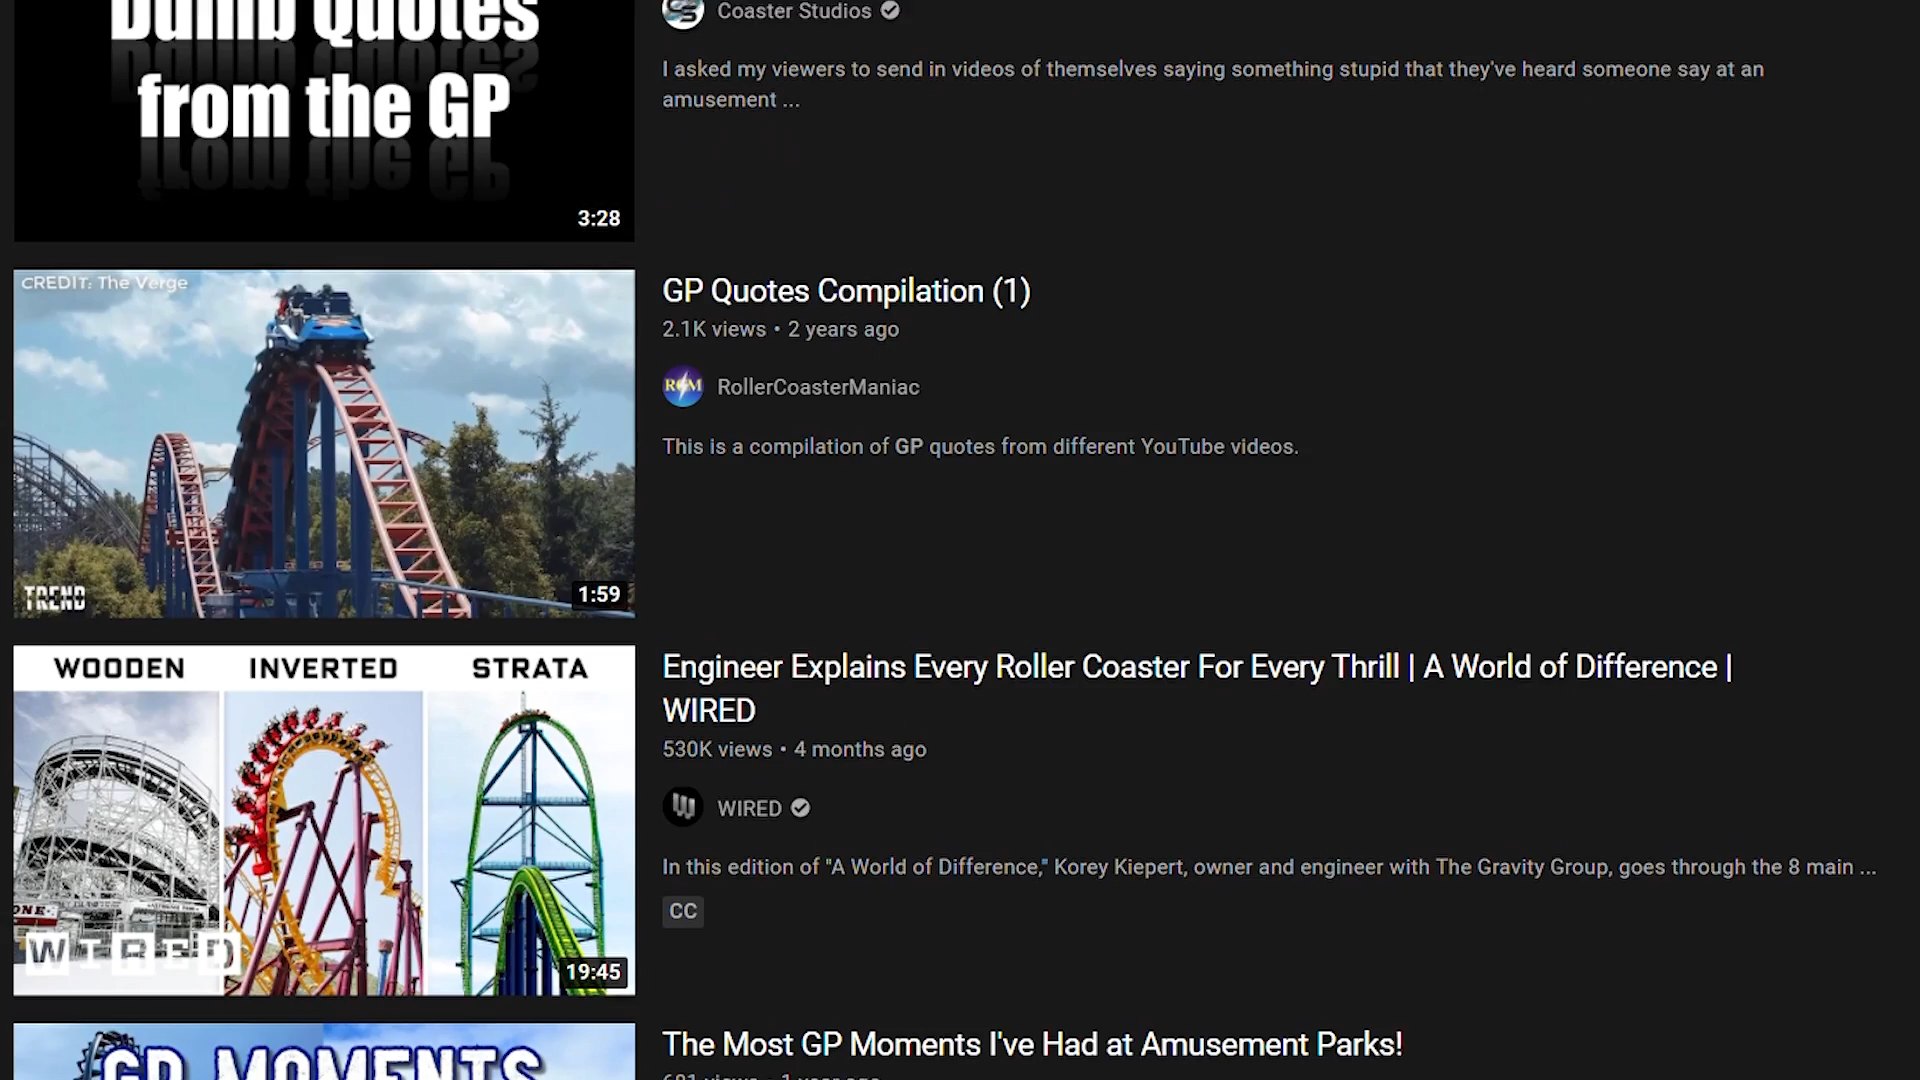 Dumb Quotes
from the GP
3:28
Coaster Studios
I asked my viewers to send in videos of themselves saying something stupid that they've heard someone say at an
amusement ...
CREDIT: The Verge
TREND
1:59
GP Quotes Compilation (1)
2.1K views • 2 years ago
RCM
RollerCoasterManiac
This is a compilation of GP quotes from different YouTube videos.
WOODEN INVERTED STRATA
WIRED
19:45
Engineer Explains Every Roller Coaster For Every Thrill | A World of Difference |
WIRED
530K views • 4 months ago
WIRED
In this edition of "A World of Difference," Korey Kiepert, owner and engineer with The Gravity Group, goes through the 8 main ...
CC
GP MOMENTS
The Most GP Moments I've Had at Amusement Parks!
views • 1 year ago